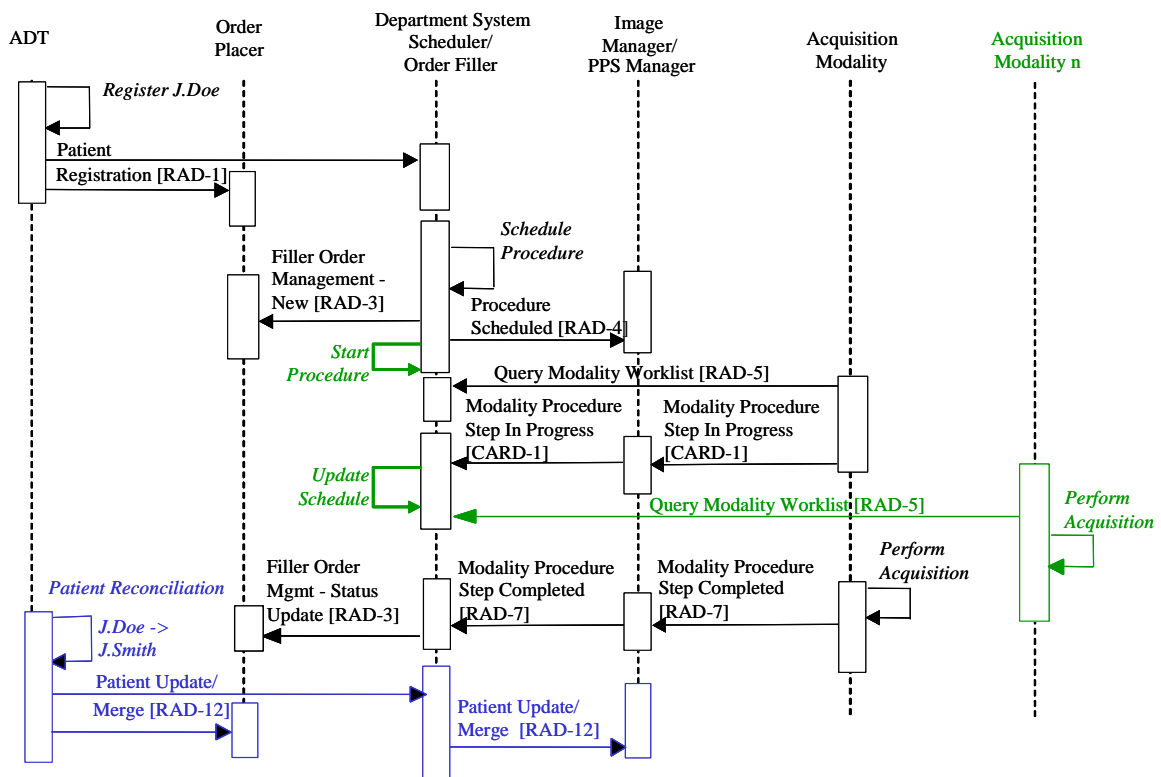 ADT
Order
Placer
Department System
Scheduler/
Order Filler
Image
Manager/
PPS Manager
Acquisition
Modality
Acquisition
Modality n
Register J.Doe
Patient
Registration [RAD-1]
Schedule
Procedure
Filler Order
Management -
New [RAD-3]
Procedure
Scheduled [RAD-4]
Start
Procedure
Query Modality Worklist [RAD-5]
Modality Procedure
Step In Progress
[CARD-1]
Modality Procedure
Step In Progress
[CARD-1]
Update
Schedule
Query Modality Worklist [RAD-5]
Perform
Acquisition
Perform
Acquisition
Filler Order
Mgmt - Status
Update [RAD-3]
Modality Procedure
Step Completed
[RAD-7]
Modality Procedure
Step Completed
[RAD-7]
Patient Reconciliation
J.Doe ->
J.Smith
Patient Update/
Merge [RAD-12]
Patient Update/
Merge [RAD-12]